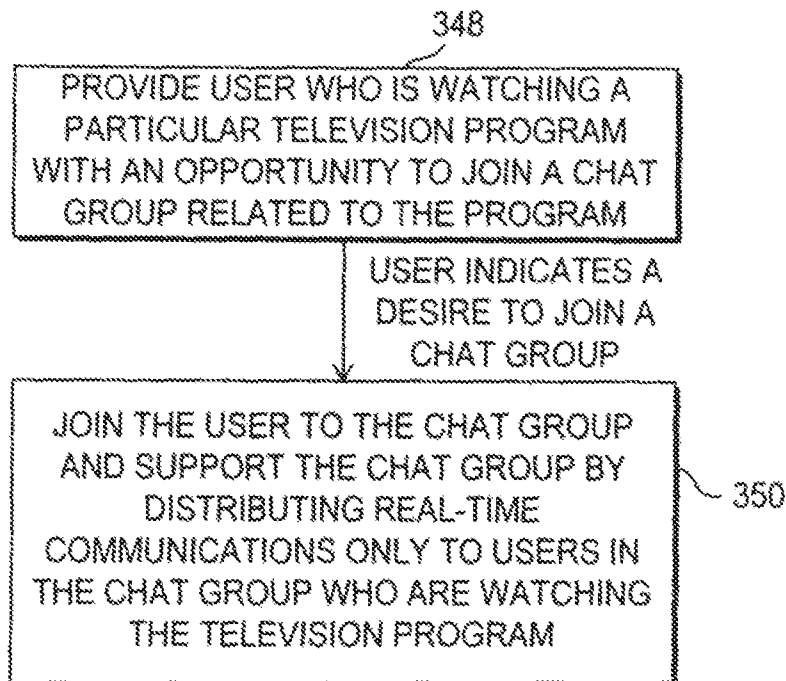 348
PROVIDE USER WHO IS WATCHING A
PARTICULAR TELEVISION PROGRAM
WITH AN OPPORTUNITY TO JOIN A CHAT
GROUP RELATED TO THE PROGRAM
USER INDICATES A
DESIRE TO JOIN A
CHAT GROUP
JOIN THE USER TO THE CHAT GROUP
AND SUPPORT THE CHAT GROUP BY
DISTRIBUTING REAL-TIME
COMMUNICATIONS ONLY TO USERS IN
THE CHAT GROUP WHO ARE WATCHING
THE TELEVISION PROGRAM
350